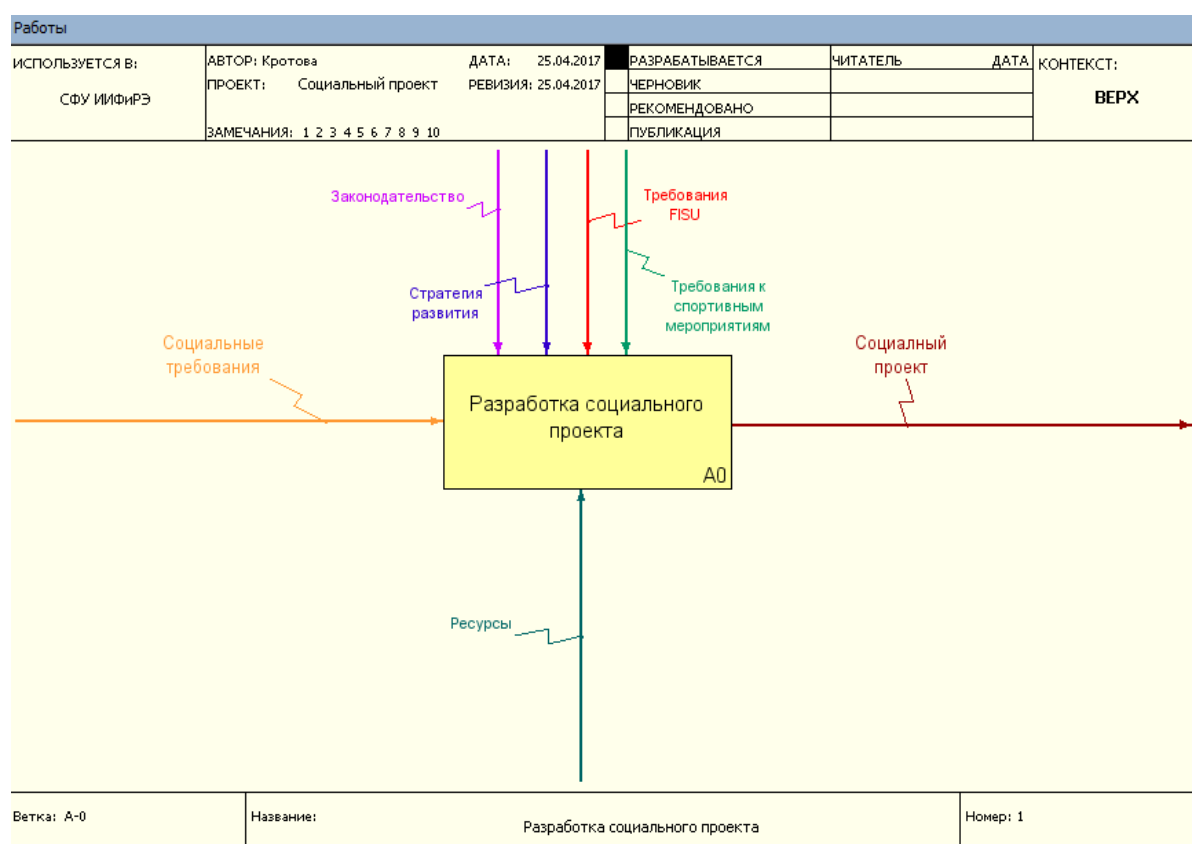 Работы
ИСПОЛЬЗУЕТСЯ В:
СФУ ИИФиРЭ
АВТОР: Кротова
ДАТА: 25.04.2017
ПРОЕКТ: Социальный проект
РЕВИЗИЯ: 25.04.2017
ЗАМЕЧАНИЯ: 1 2 3 4 5 6 7 8 9 10
РАЗРАБАТЫВАЕТСЯ
ЧЕРНОВИК
РЕКОМЕНДОВАНО
ПУБЛИКАЦИЯ
ЧИТАТЕЛЬ
ДАТА
КОНТЕКСТ:
ВЕРХ
Законодательство
Требования
FISU
Стратегия
развития
Требования к
спортивным
мероприятиям
Социальные
требования
Социалный
проект
Разработка социального
проекта
A0
Ресурсы
Ветка: A-0
Название:
Разработка социального проекта
Номер: 1